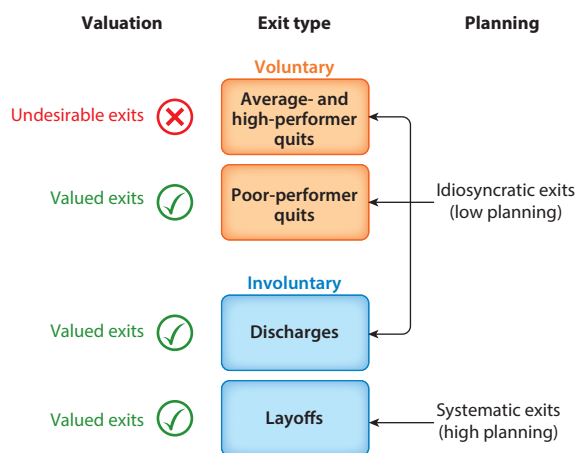 Valuation
Exit type
Planning
Voluntary
Undesirable exits
Average- and
high-performer
quits
Valued exits
Poor-performer
quits
Idiosyncratic exits
(low planning)
Involuntary
Valued exits
Discharges
Valued exits
Layoffs
Systematic exits
(high planning)